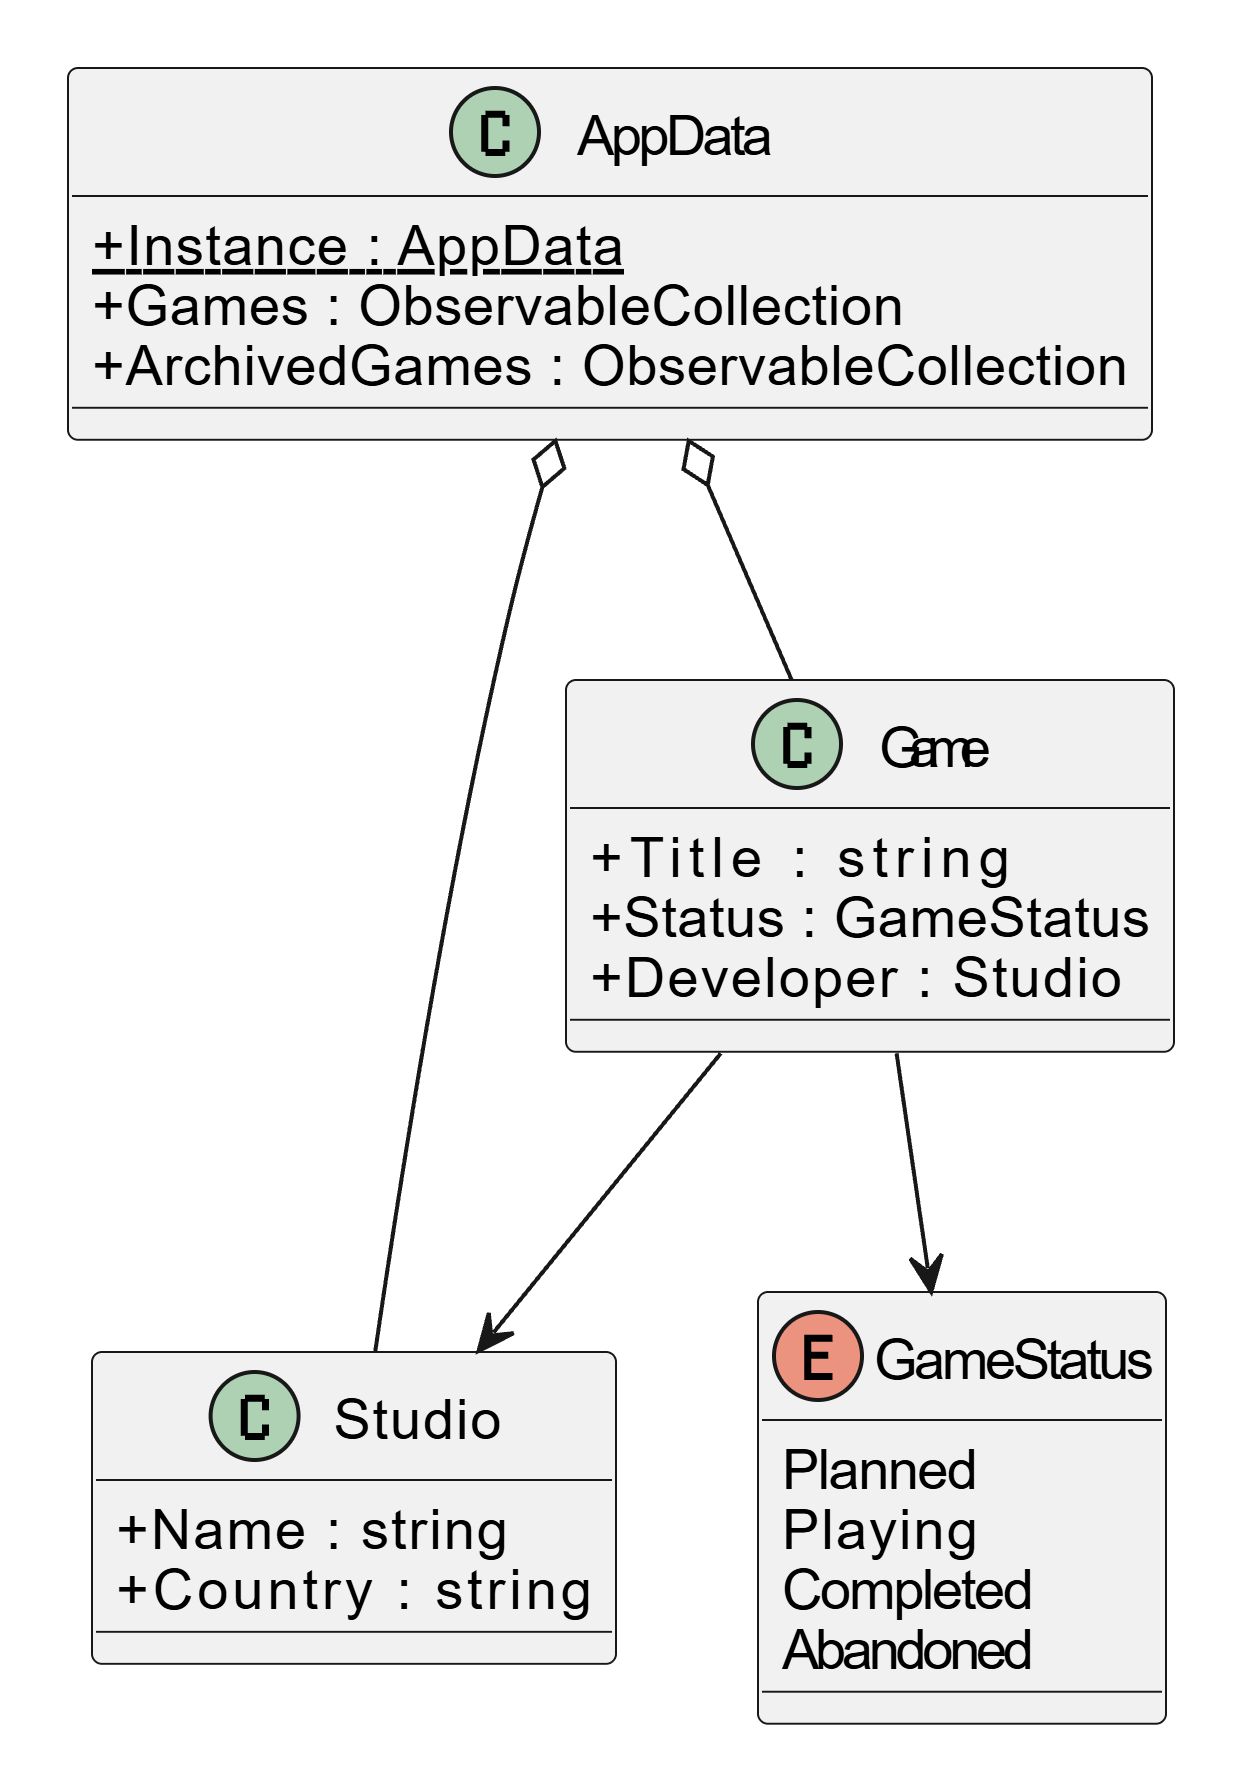 C AppData
+Instance : AppData
+Games : ObservableCollection
+ArchivedGames : ObservableCollection
C Game
+Title : string
+Status : GameStatus
+Developer : Studio
C Studio
+Name : string
+Country : string
E GameStatus
Planned
Playing
Completed
Abandoned